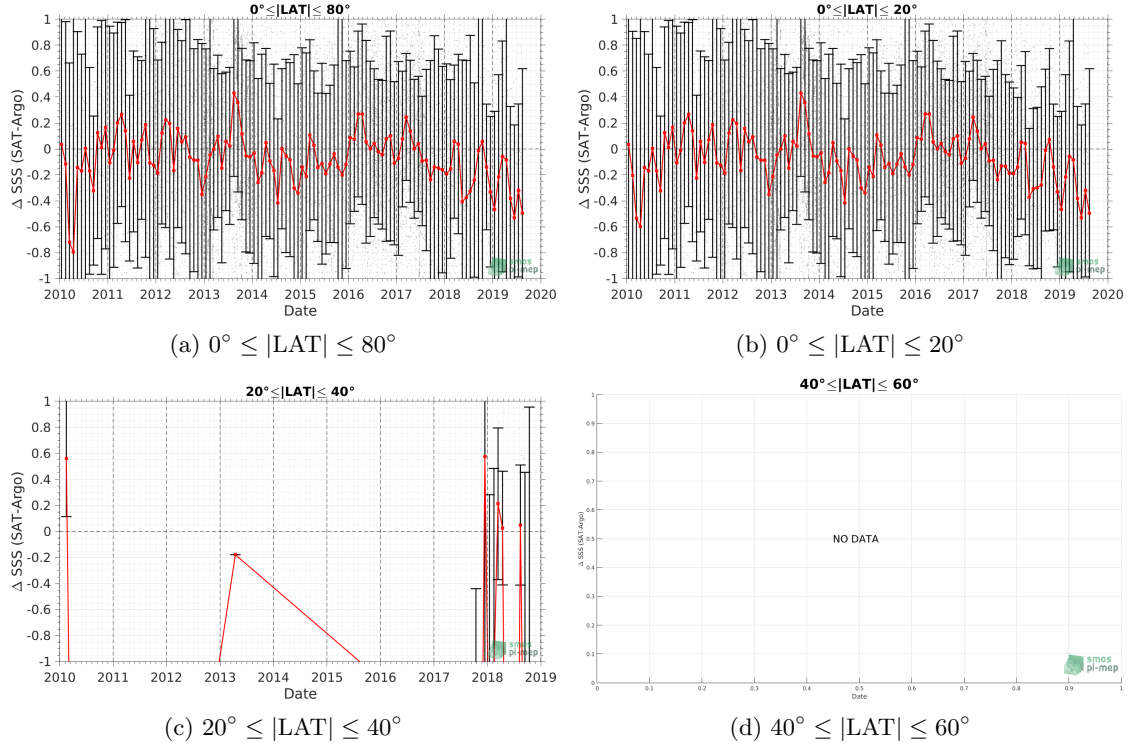 0°≤|LAT|≤ 80°
Δ SSS (SAT-Argo)
1
0.8
0.6
0.4
0.2
0
-0.2
-0.4
-0.6
-0.8
-1
2010 2011 2012 2013 2014 2015 2016 2017 2018 2019 2020
Date
smos
pi-mep
(a) 0° ≤ |LAT| ≤ 80°
0°≤|LAT|≤ 20°
Δ SSS (SAT-Argo)
1
0.8
0.6
0.4
0.2
0
-0.2
-0.4
-0.6
-0.8
-1
2010 2011 2012 2013 2014 2015 2016 2017 2018 2019 2020
Date
smos
pi-mep
(b) 0° ≤ |LAT| ≤ 20°
20°≤|LAT|≤ 40°
Δ SSS (SAT-Argo)
0.8
0.6
0.4
0.2
0
-0.2
-0.4
-0.6
-0.8
-1
2010 2011 2012 2013 2014 2015 2016 2017 2018 2019
Date
smos
pi-mep
(c) 20° ≤ |LAT| ≤ 40°
40°≤|LAT|≤ 60°
Δ SSS (SAT-Argo)
1
0.9
0.8
0.7
0.6
0.5
0.4
0.3
0.2
0.1
0
NO DATA
0 0.1 0.2 0.3 0.4 0.5 0.6 0.7 0.8 0.9 1
Date
smos
pi-mep
(d) 40° ≤ |LAT| ≤ 60°